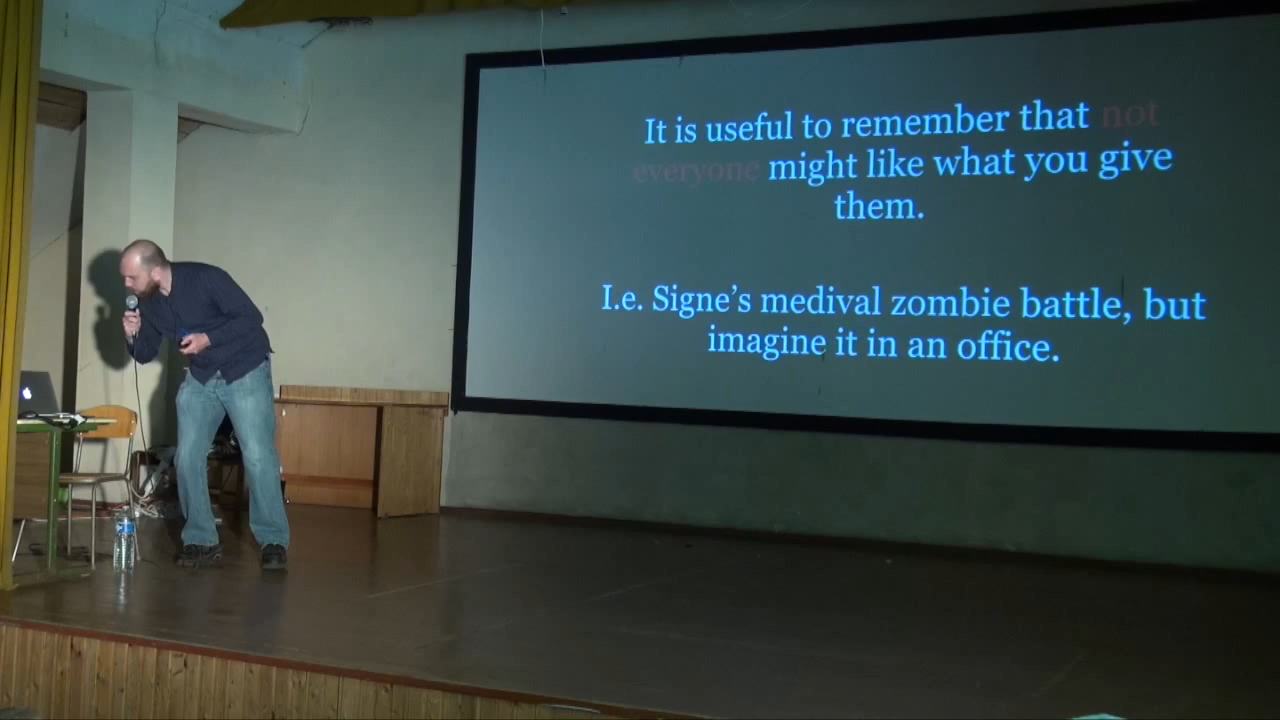 It is useful to remember that not
everyone might like what you give
them.
I.e. Signe's medival zombie battle, but
imagine it in an office.